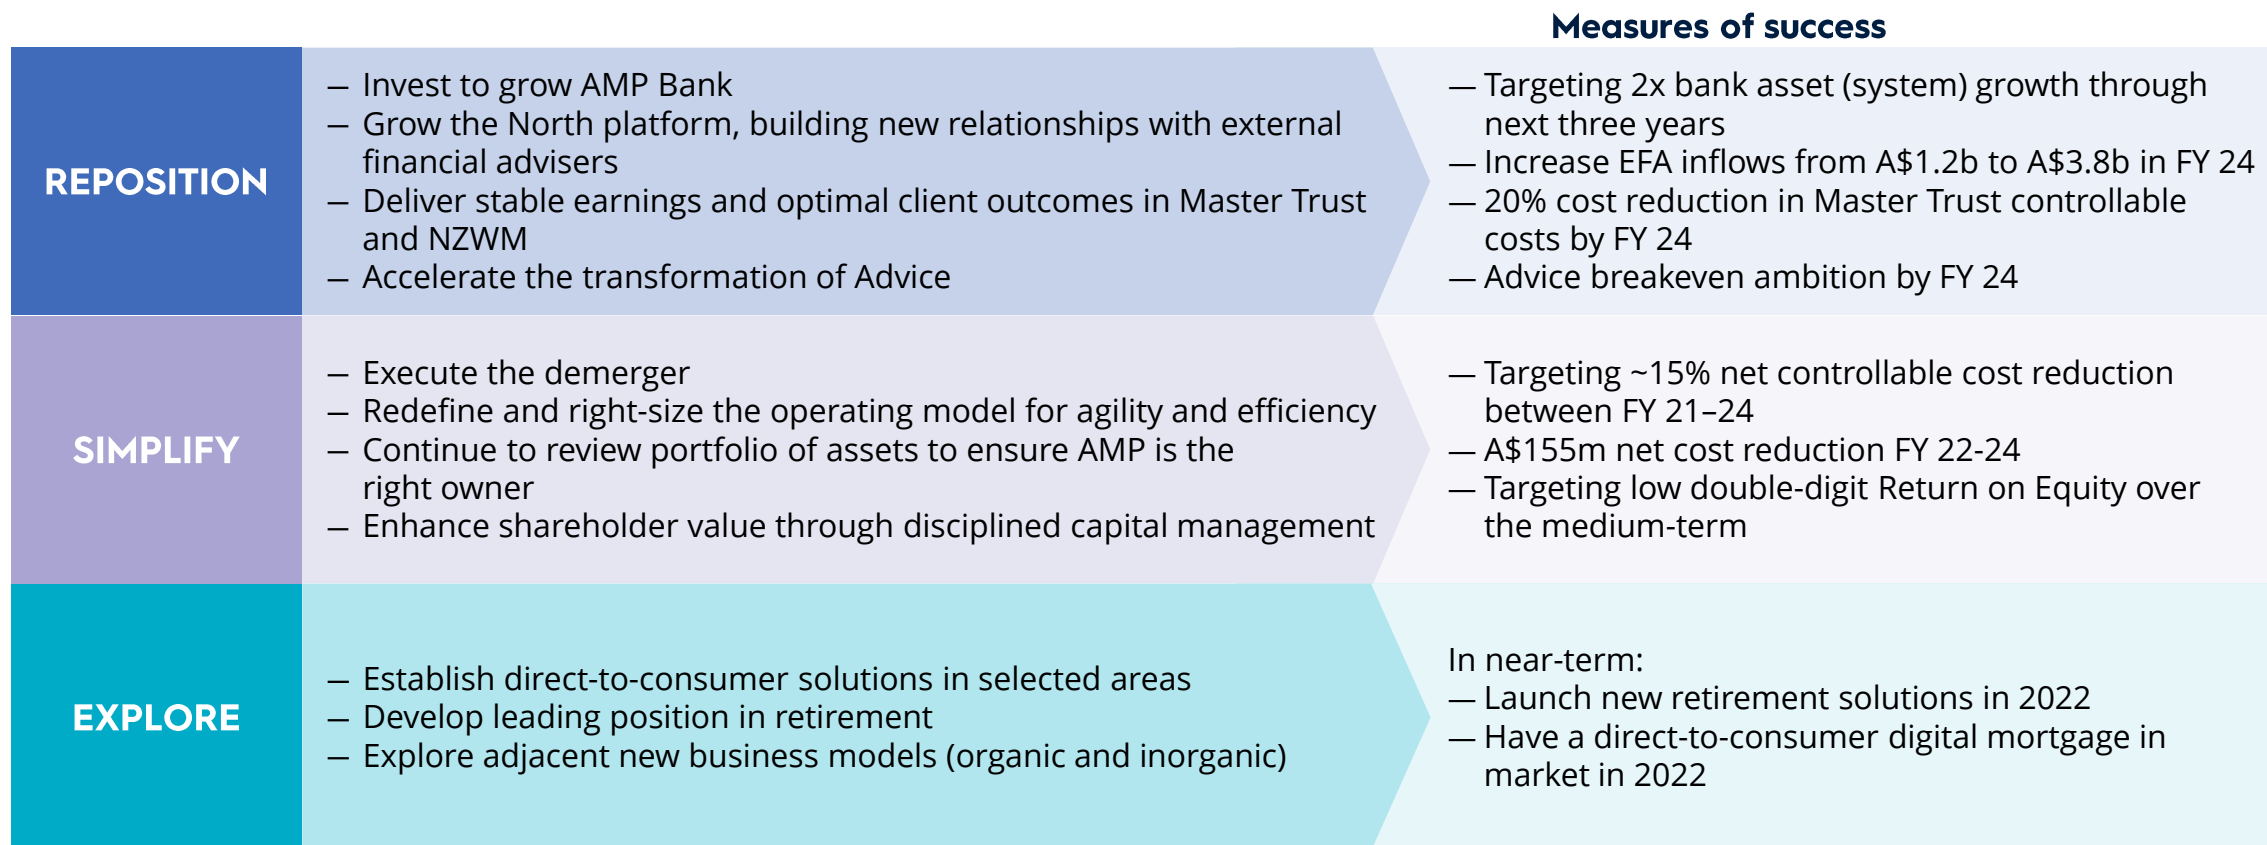 Measures of success
REPOSITION
— Invest to grow AMP Bank
— Grow the North platform, building new relationships with external
financial advisers
— Deliver stable earnings and optimal client outcomes in Master Trust
and NZWM
— Accelerate the transformation of Advice
— Targeting 2x bank asset (system) growth through
next three years
— Increase EFA inflows from A$1.2b to A$3.8b in FY 24
— 20% cost reduction in Master Trust controllable
costs by FY 24
— Advice breakeven ambition by FY 24
SIMPLIFY
— Execute the demerger
— Redefine and right-size the operating model for agility and efficiency
— Continue to review portfolio of assets to ensure AMP is the
right owner
— Enhance shareholder value through disciplined capital management
— Targeting ~15% net controllable cost reduction
between FY 21–24
— A$155m net cost reduction FY 22-24
— Targeting low double-digit Return on Equity over
the medium-term
EXPLORE
— Establish direct-to-consumer solutions in selected areas
— Develop leading position in retirement
— Explore adjacent new business models (organic and inorganic)
In near-term:
— Launch new retirement solutions in 2022
— Have a direct-to-consumer digital mortgage in
market in 2022